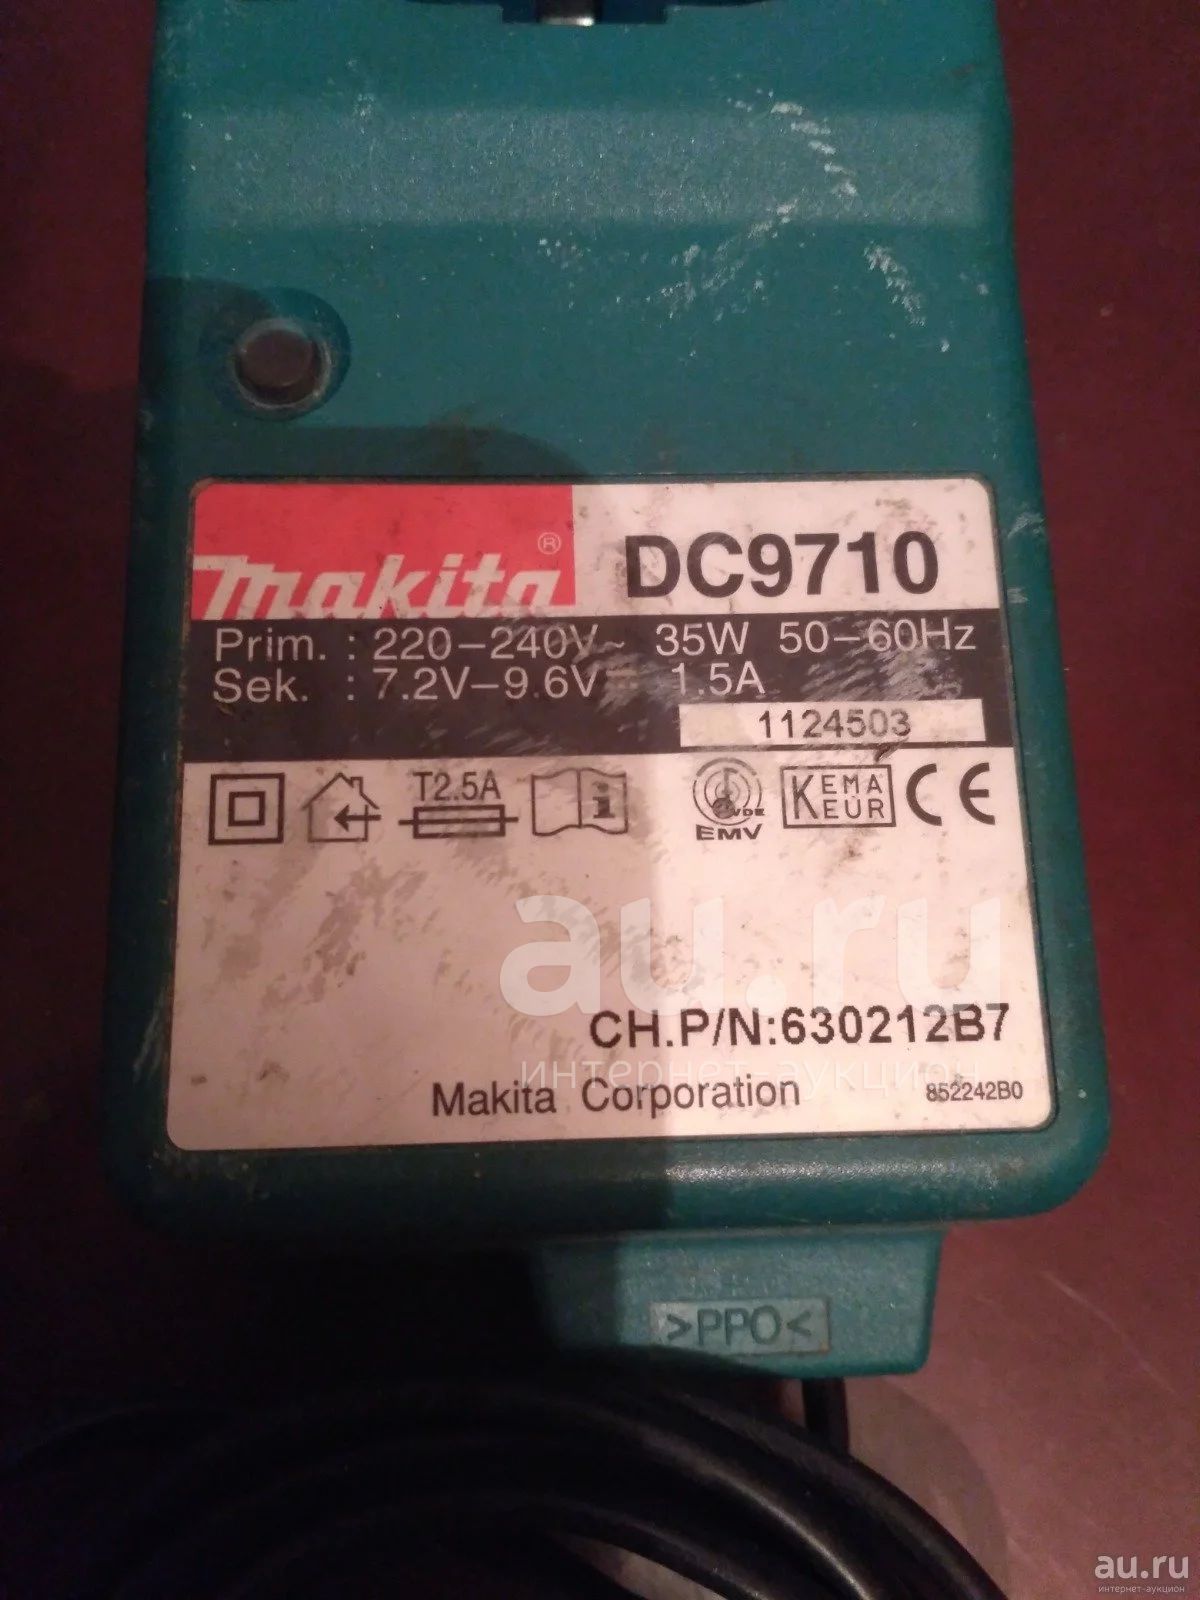 makita®
DC9710
Prim. : 220-240V~ 35W 50-60Hz
Sek. : 7.2V-9.6V⎓ 1.5A
1124503
T2.5A
i
VDE
EMV
KEMA
KEUR
CE
au.ru
CH.P/N:630212B7
интернет-аукцион
Makita Corporation
852242B0
>PPO<
au.ru
интернет-аукцион